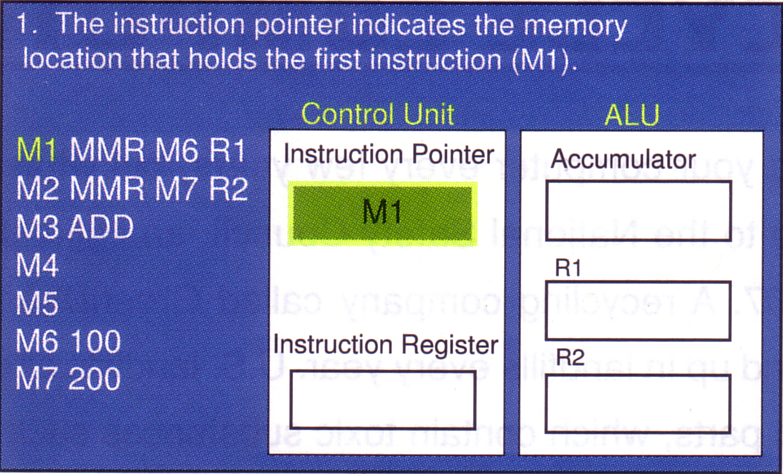 1. The instruction pointer indicates the memory
location that holds the first instruction (M1).
Control Unit
ALU
M1 MMR M6 R1
M2 MMR M7 R2
M3 ADD
M4
M5
M6 100
M7 200
Instruction Pointer
M1
Instruction Register
Accumulator
R1
R2